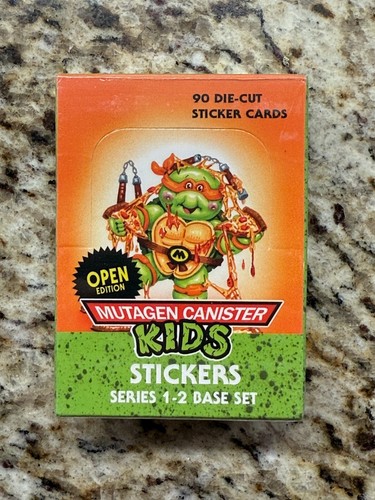 90 DIE-CUT
STICKER CARDS
M
OPEN
EDITION
MUTAGEN CANISTER
KIDS
STICKERS
SERIES 1-2 BASE SET